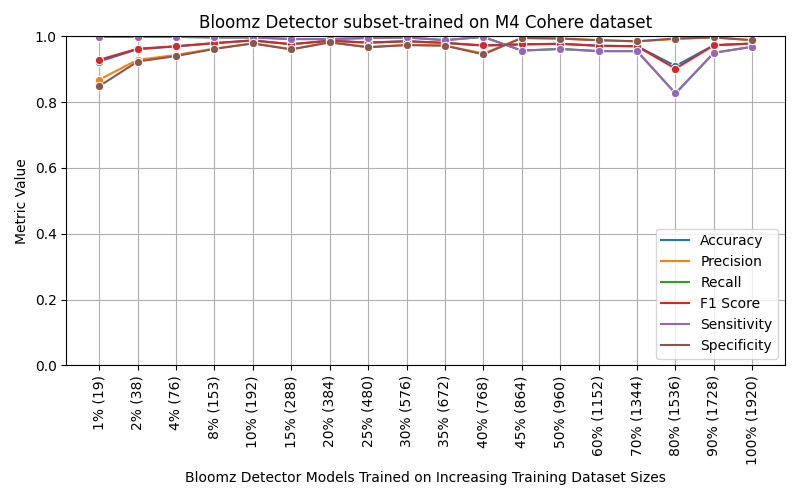 Bloomz Detector subset-trained on M4 Cohere dataset
Metric Value
1.0
0.8
0.6
0.4
0.2
0.0
Accuracy
Precision
Recall
F1 Score
Sensitivity
Specificity
1% (19)
2% (38)
4% (76)
8% (153)
10% (192)
15% (288)
20% (384)
25% (480)
30% (576)
35% (672)
40% (768)
45% (864)
50% (960)
60% (1152)
70% (1344)
80% (1536)
90% (1728)
100% (1920)
Bloomz Detector Models Trained on Increasing Training Dataset Sizes